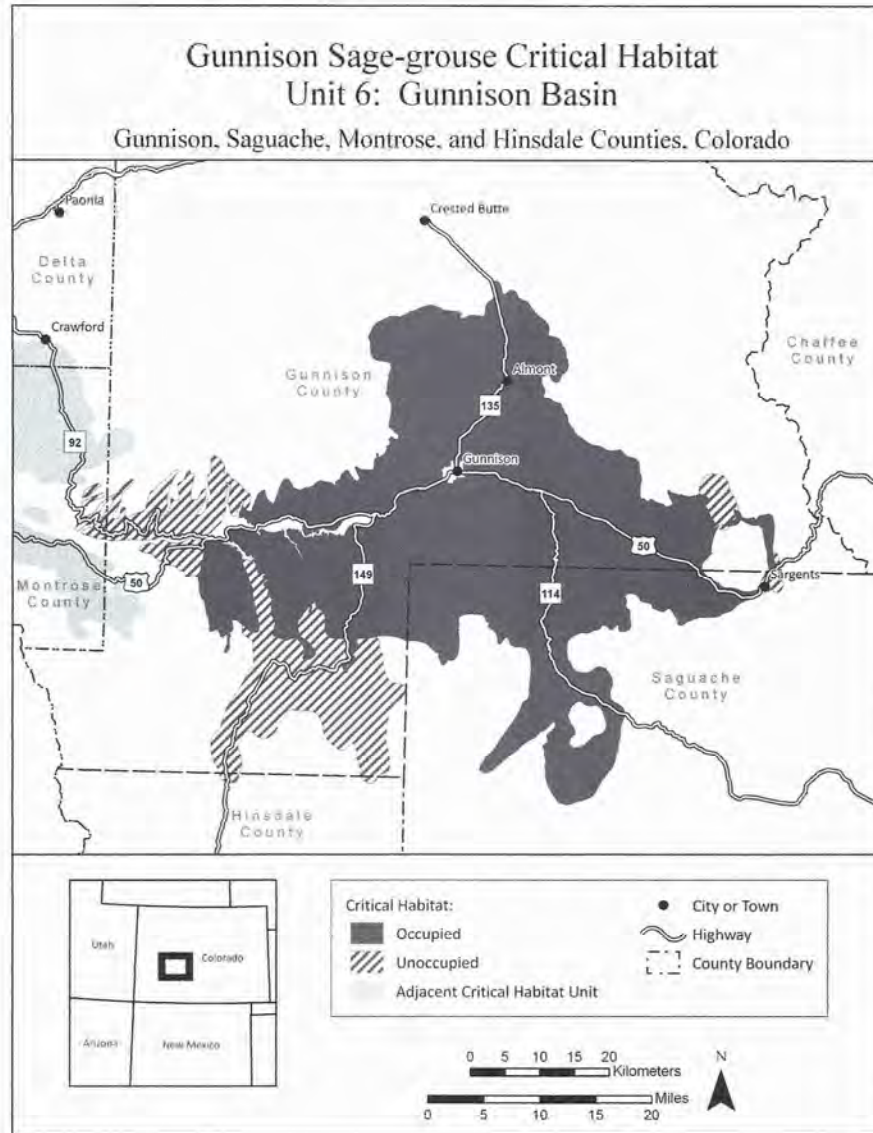 Gunnison Sage-grouse Critical Habitat
Unit 6: Gunnison Basin
Gunnison, Saguache, Montrose, and Hinsdale Counties, Colorado
Paonia
Crested Butte
Delta
County
Crawford
Chaffee
County
Gunnison
County
Almont
135
92
Gunnison
50
50
Montrose
County
149
114
Sargents
Saguache
County
Hinsdale
County
Utah
Colorado
Arizona
New Mexico
Critical Habitat:
Occupied
Unoccupied
Adjacent Critical Habitat Unit
City or Town
Highway
County Boundary
0 5 10 15 20
Kilometers
Miles
0 5 10 15 20
N